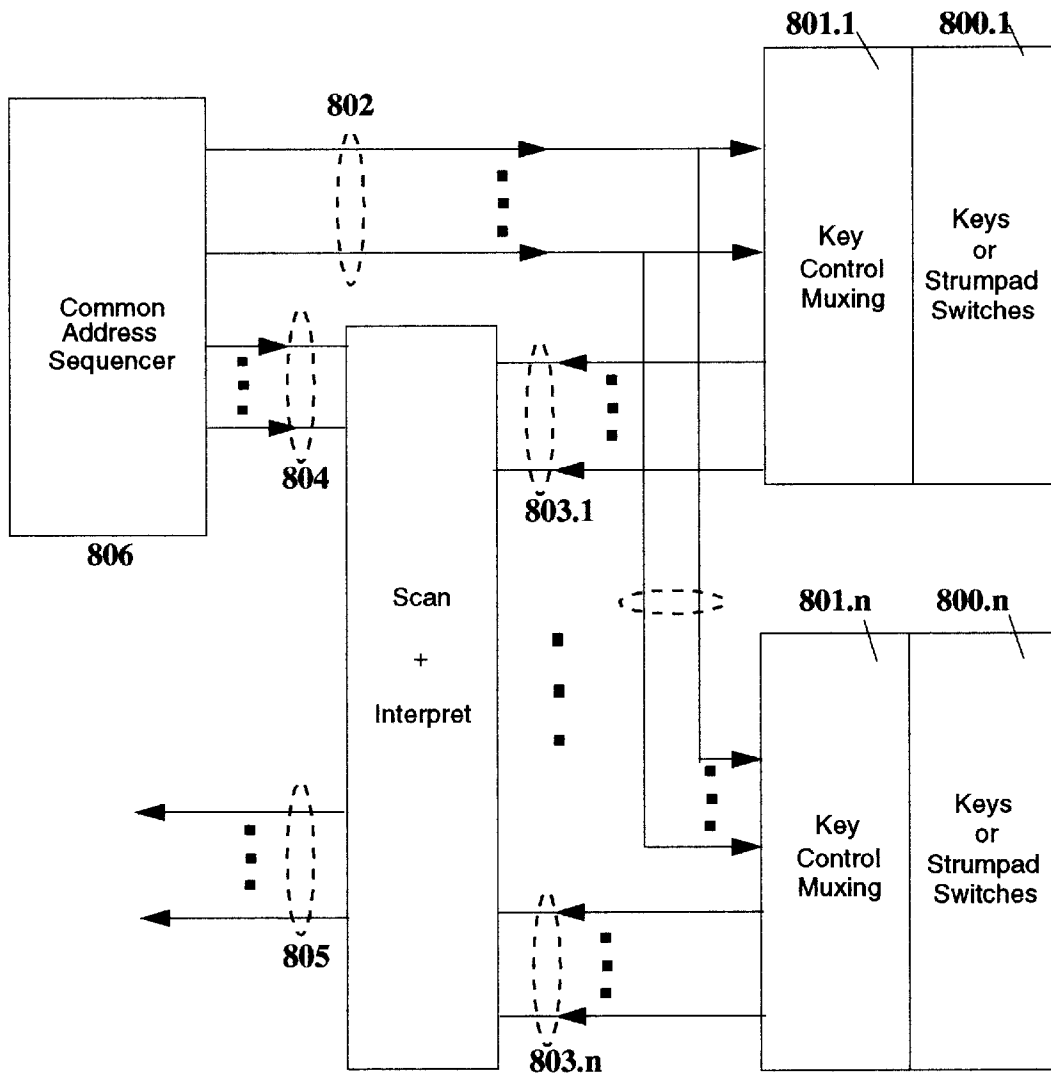 801.1
800.1
802
Key
Control
Muxing
Keys
or
Strumpad
Switches
Common
Address
Sequencer
804
803.1
806
Scan
+
Interpret
801.n
800.n
Key
Control
Muxing
Keys
or
Strumpad
Switches
805
803.n